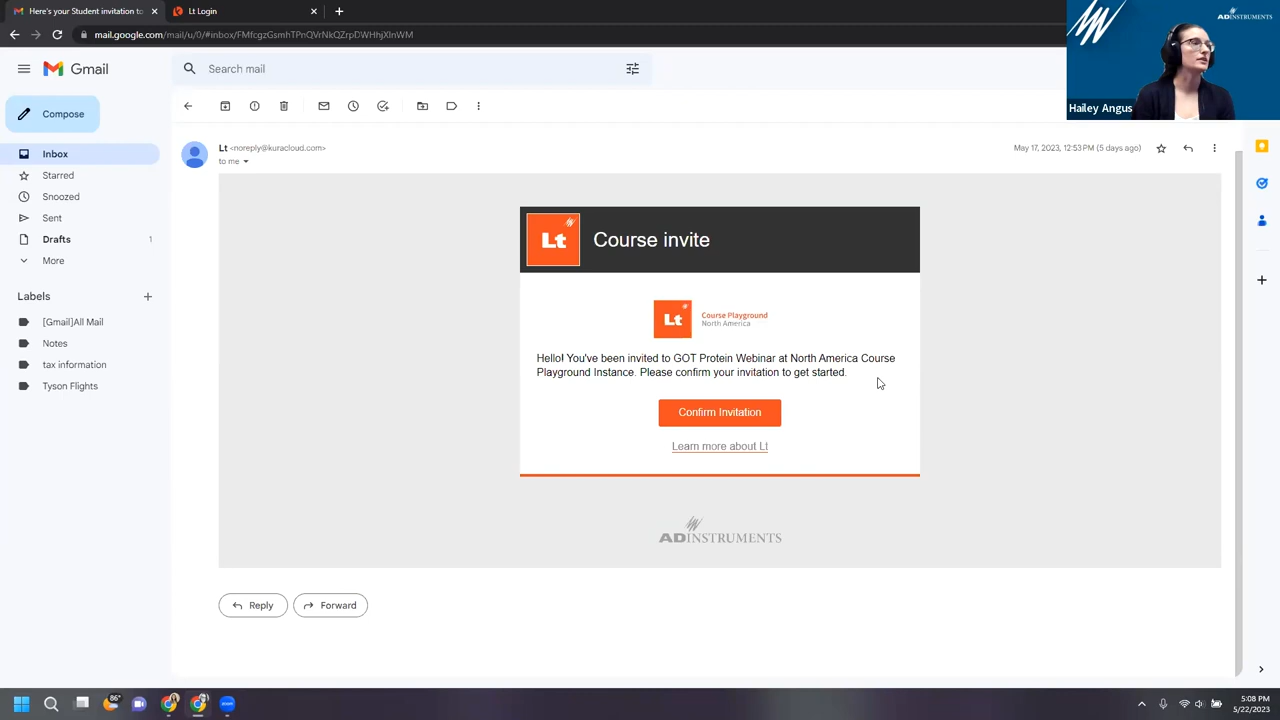 Here's your Student invitation to
Lt Login
mail.google.com/mail/u/0/#inbox/FMfcgzGsmhTPnQVrNkQZrpDWHhjXlnWM
ADINSTRUMENTS
Hailey Angus
Gmail
Search mail
Compose
Inbox
Starred
Snoozed
Sent
Drafts 1
More
Labels
[Gmail]All Mail
Notes
tax information
Tyson Flights
Lt <noreply@kuracloud.com>
to me
May 17, 2023, 12:53 PM (5 days ago)
Lt Course invite
Lt Course Playground
North America
Hello! You've been invited to GOT Protein Webinar at North America Course
Playground Instance. Please confirm your invitation to get started.
Confirm Invitation
Learn more about Lt
ADINSTRUMENTS
Reply
Forward
86°
zoom
5:08 PM
5/22/2023